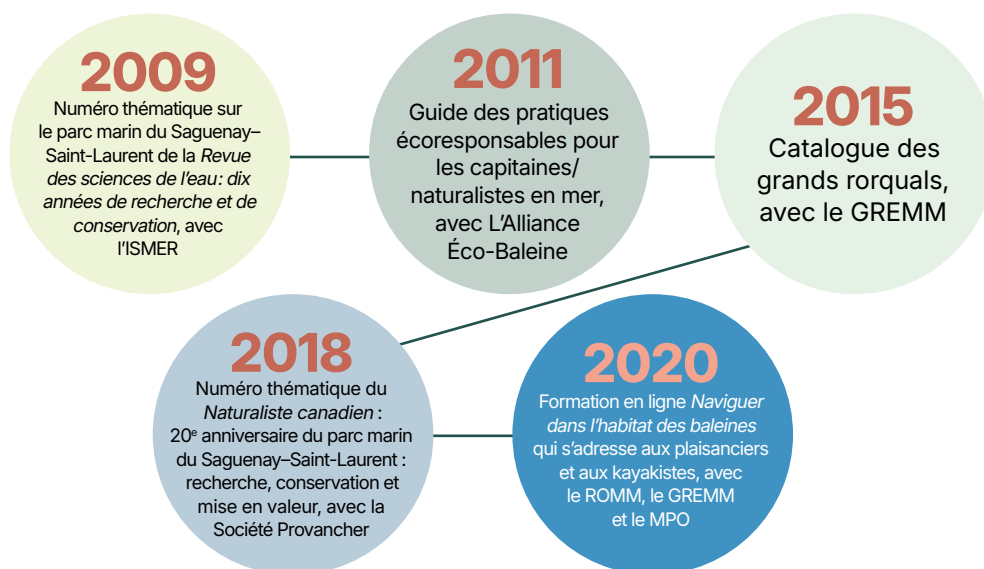 2009
Numéro thématique sur
le parc marin du Saguenay–
Saint-Laurent de la Revue
des sciences de l'eau: dix
années de recherche et de
conservation, avec
l'ISMER
2011
Guide des pratiques
écoresponsables pour
les capitaines/
naturalistes en mer,
avec L'Alliance
Éco-Baleine
2015
Catalogue des
grands rorquals,
avec le GREMM
2018
Numéro thématique du
Naturaliste canadien :
20e anniversaire du parc marin
du Saguenay–Saint-Laurent :
recherche, conservation et
mise en valeur, avec la
Société Provancher
2020
Formation en ligne Naviguer
dans l'habitat des baleines
qui s'adresse aux plaisanciers
et aux kayakistes, avec
le ROMM, le GREMM
et le MPO